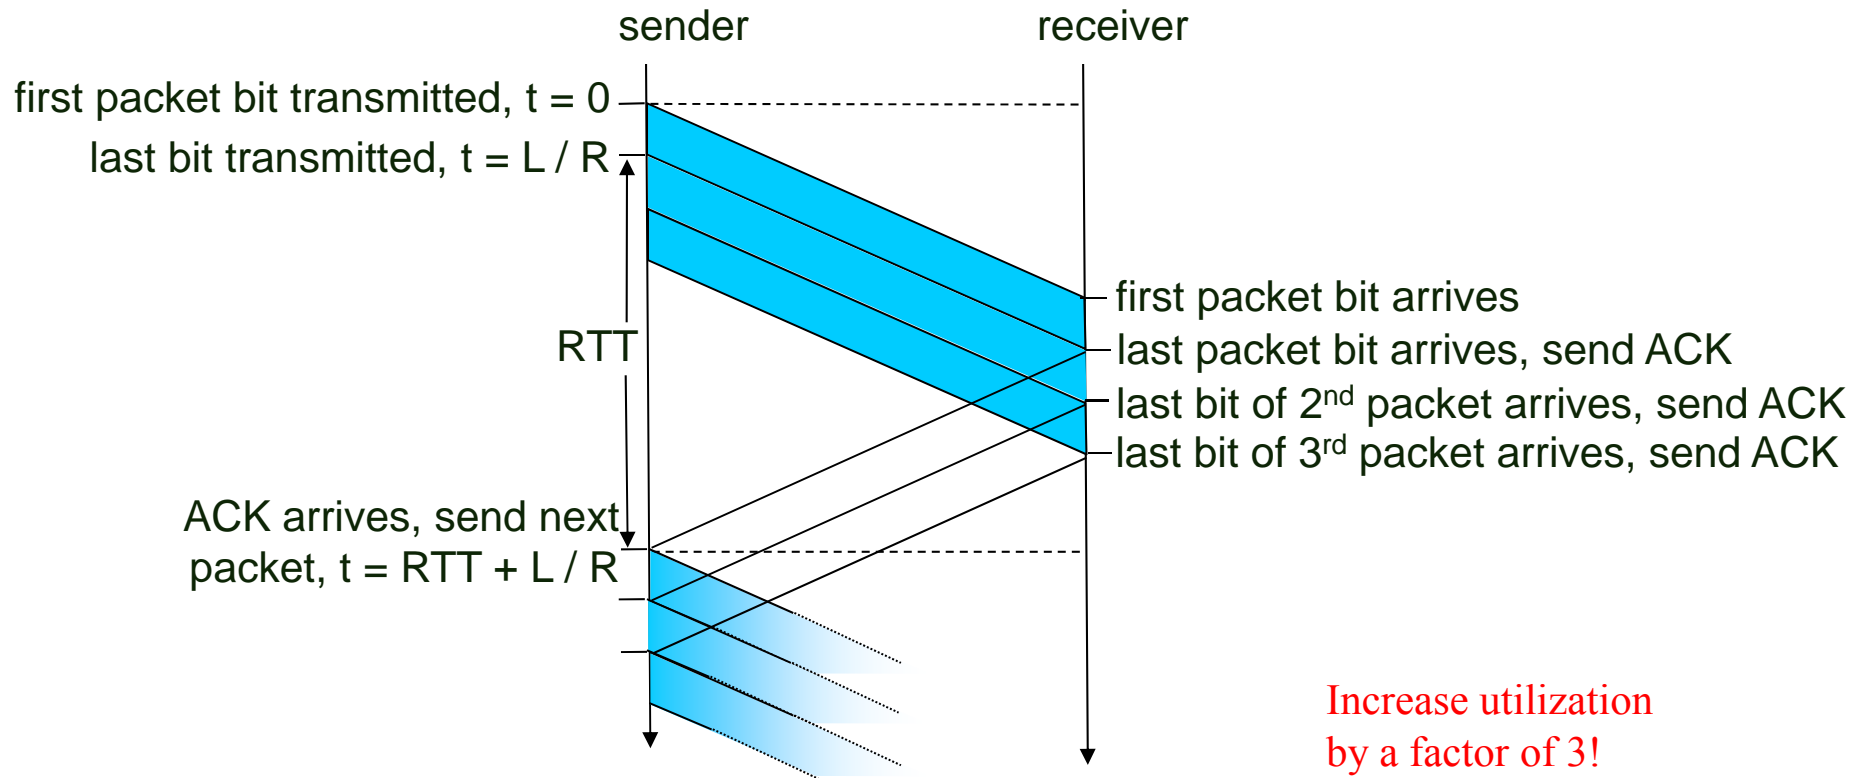 sender
receiver
first packet bit transmitted, t = 0
last bit transmitted, t = L / R
RTT
first packet bit arrives
last packet bit arrives, send ACK
last bit of 2nd packet arrives, send ACK
last bit of 3rd packet arrives, send ACK
ACK arrives, send next
packet, t = RTT + L / R
Increase utilization
by a factor of 3!